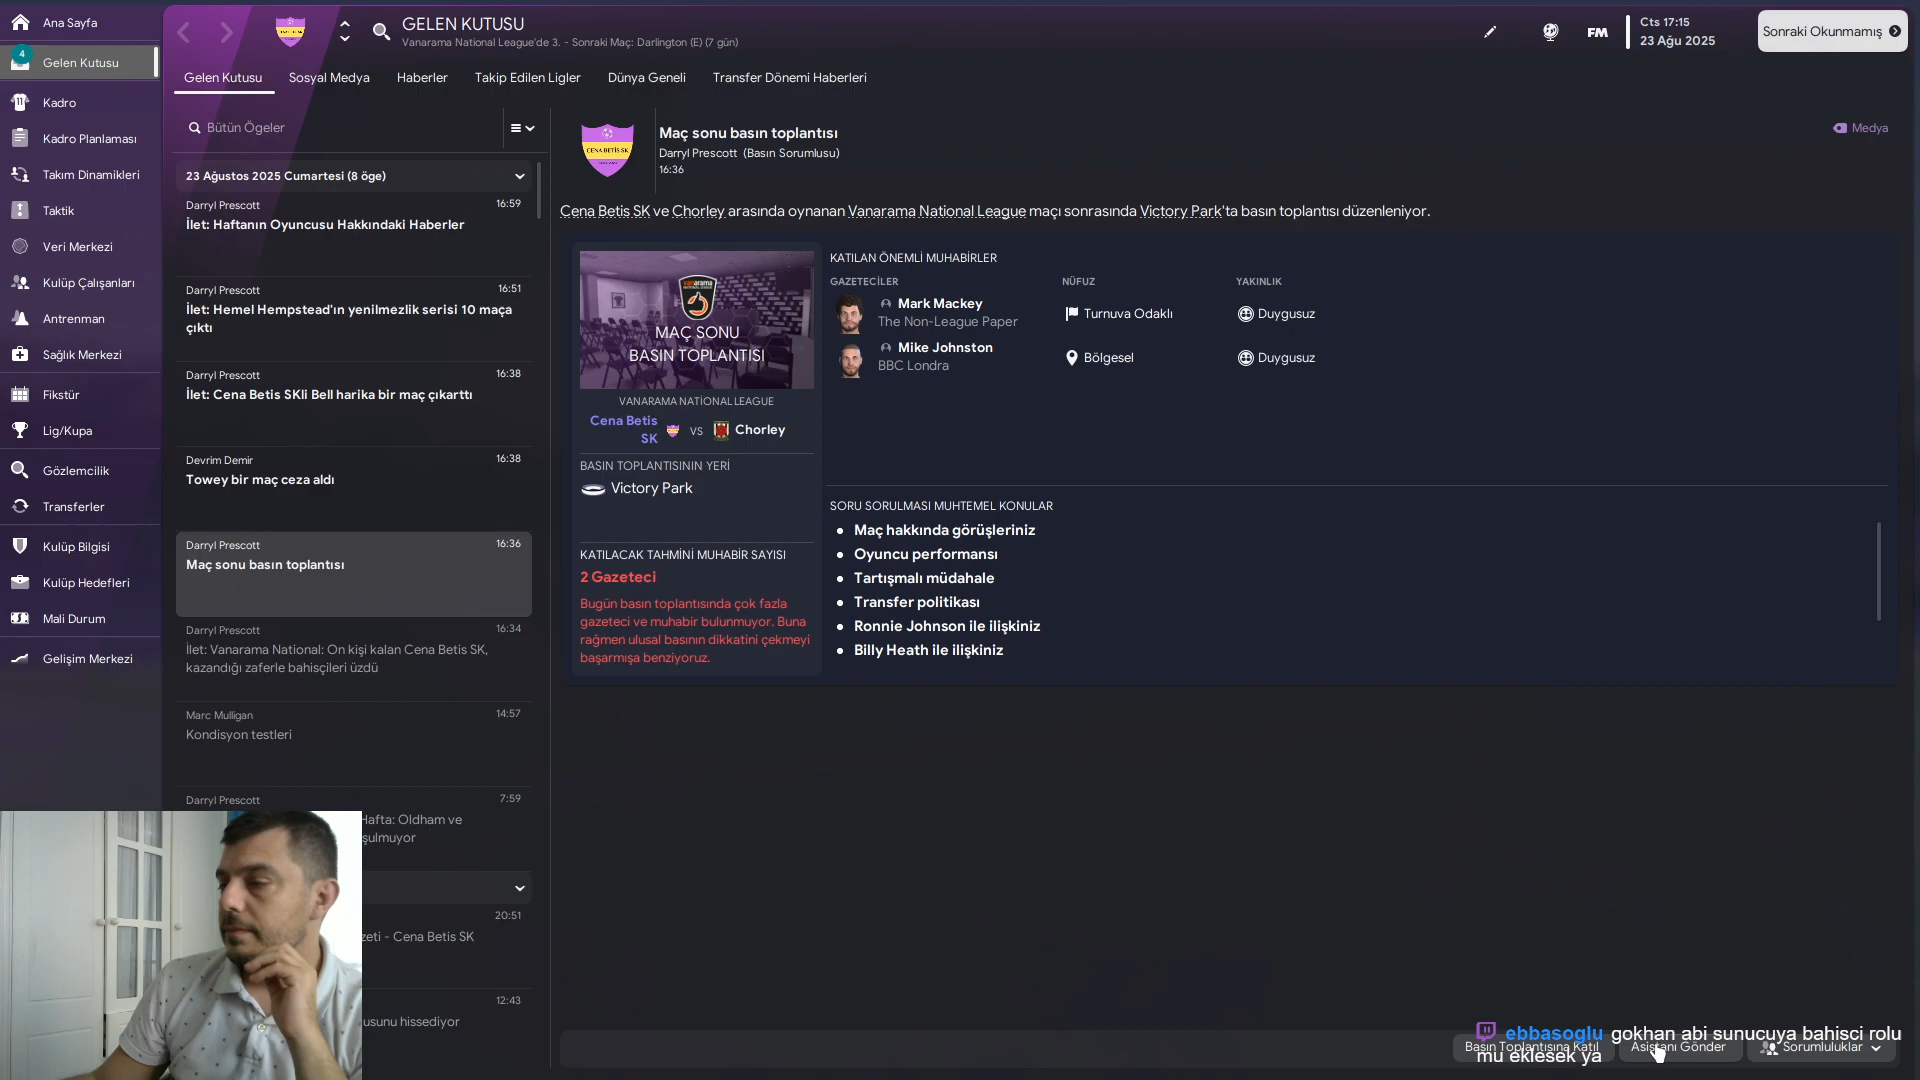 Ana Sayfa
4
Gelen Kutusu
Kadro
Kadro Planlaması
Takım Dinamikleri
Taktik
Veri Merkezi
Kulüp Çalışanları
Antrenman
Sağlık Merkezi
Fikstür
Lig/Kupa
Gözlemcilik
Transferler
Kulüp Bilgisi
Kulüp Hedefleri
Mali Durum
Gelişim Merkezi
GELEN KUTUSU
Vanarama National League'de 3. - Sonraki Maç: Darlington (E) (7 gün)
FM
Cts 17:15
23 Ağu 2025
Sonraki Okunmamış
Gelen Kutusu
Sosyal Medya
Haberler
Takip Edilen Ligler
Dünya Geneli
Transfer Dönemi Haberleri
Bütün Ögeler
23 Ağustos 2025 Cumartesi (8 öge)
Darryl Prescott 16:59
İlet: Haftanın Oyuncusu Hakkındaki Haberler
Darryl Prescott 16:51
İlet: Hemel Hempstead'ın yenilmezlik serisi 10 maça
çıktı
Darryl Prescott 16:38
İlet: Cena Betis SKli Bell harika bir maç çıkarttı
Devrim Demir 16:38
Towey bir maç ceza aldı
Darryl Prescott 16:36
Maç sonu basın toplantısı
Darryl Prescott 16:34
İlet: Vanarama National: On kişi kalan Cena Betis SK,
kazandığı zaferle bahisçileri üzdü
Marc Mulligan 14:57
Kondisyon testleri
Darryl Prescott 7:59
Hafta: Oldham ve
şulmuyor
20:51
zeti - Cena Betis SK
12:43
usunu hissediyor
CENA BETİS SK
Maç sonu basın toplantısı
Darryl Prescott (Basın Sorumlusu)
16:36
Medya
Cena Betis SK ve Chorley arasında oynanan Vanarama National League maçı sonrasında Victory Park'ta basın toplantısı düzenleniyor.
vanarama
MAÇ SONU
BASIN TOPLANTISI
VANARAMA NATIONAL LEAGUE
Cena Betis
SK
VS
Chorley
BASIN TOPLANTISININ YERİ
Victory Park
KATILACAK TAHMİNİ MUHABİR SAYISI
2 Gazeteci
Bugün basın toplantısında çok fazla
gazeteci ve muhabir bulunmuyor. Buna
rağmen ulusal basının dikkatini çekmeyi
başarmışa benziyoruz.
KATILAN ÖNEMLİ MUHABİRLER
GAZETECİLER NÜFUZ YAKINLIK
Mark Mackey
The Non-League Paper
Turnuva Odaklı
Duygusuz
Mike Johnston
BBC Londra
Bölgesel
Duygusuz
SORU SORULMASI MUHTEMEL KONULAR
Maç hakkında görüşleriniz
Oyuncu performansı
Tartışmalı müdahale
Transfer politikası
Ronnie Johnson ile ilişkiniz
Billy Heath ile ilişkiniz
ebbasoglu gokhan abi sunucuya bahisci rolu
mu eklesek ya
Basın Toplantısına Katıl
Asistanı Gönder
Sorumluluklar